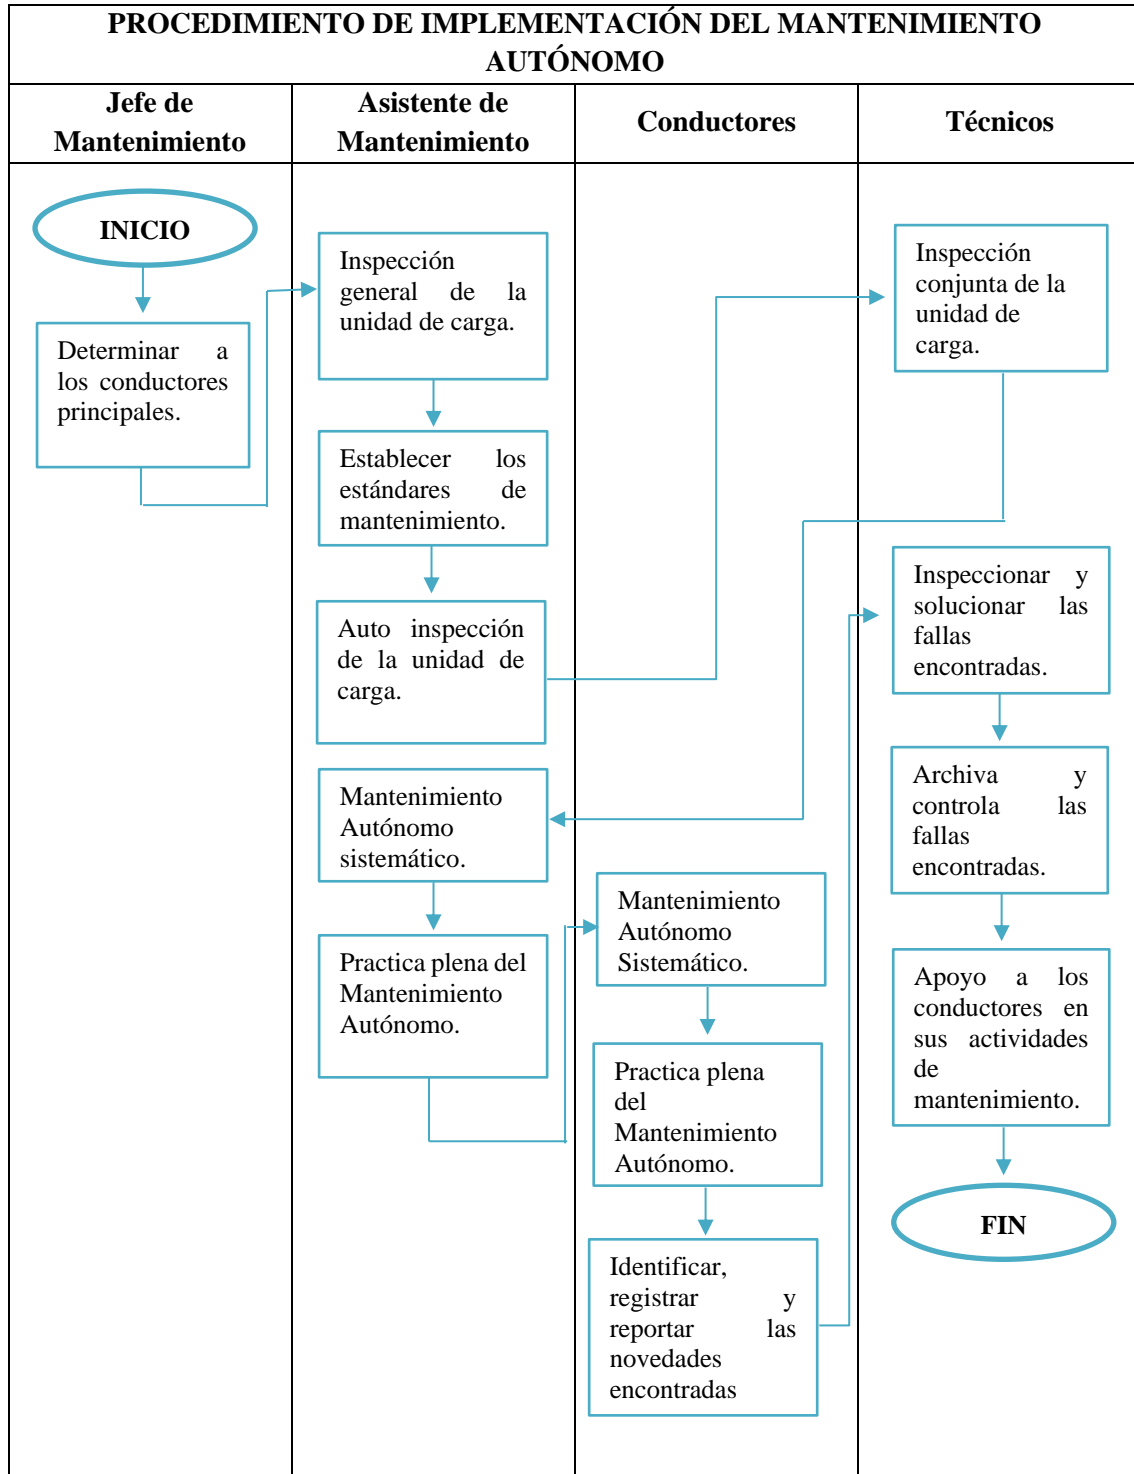 PROCEDIMIENTO DE IMPLEMENTACIÓN DEL MANTENIMIENTO
AUTÓNOMO
Jefe de
Mantenimiento
Asistente de
Mantenimiento
Conductores
Técnicos
INICIO
Determinar a
los conductores
principales.
Inspección
general de la
unidad de carga.
Establecer los
estándares de
mantenimiento.
Auto inspección
de la unidad de
carga.
Inspección
conjunta de la
unidad de
carga.
Mantenimiento
Autónomo
sistemático.
Practica plena del
Mantenimiento
Autónomo.
Mantenimiento
Autónomo
Sistemático.
Practica plena
del
Mantenimiento
Autónomo.
Identificar,
registrar y
reportar las
novedades
encontradas
Inspeccionar y
solucionar las
fallas
encontradas.
Archiva y
controla las
fallas
encontradas.
Apoyo a los
conductores en
sus actividades
de
mantenimiento.
FIN